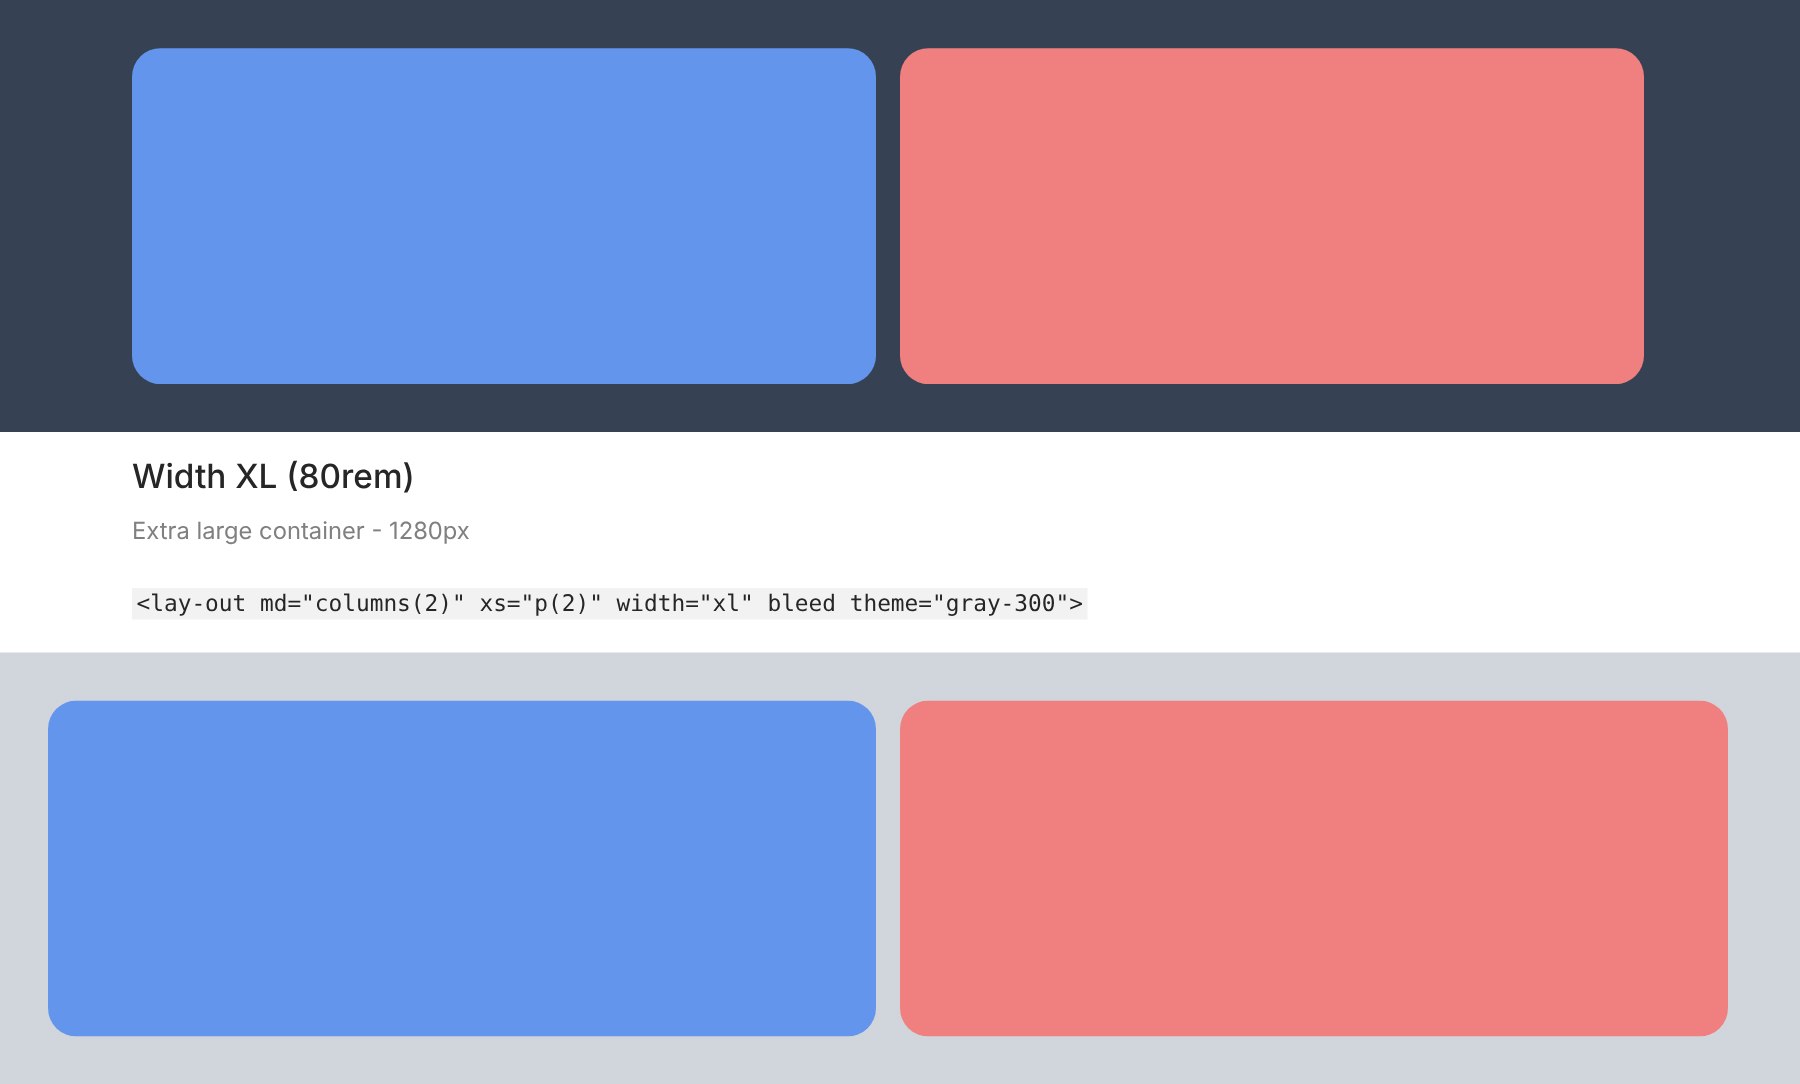 Width XL (80rem)
Extra large container - 1280px
<lay-out md="columns(2)" xs="p(2)" width="xl" bleed theme="gray-300">